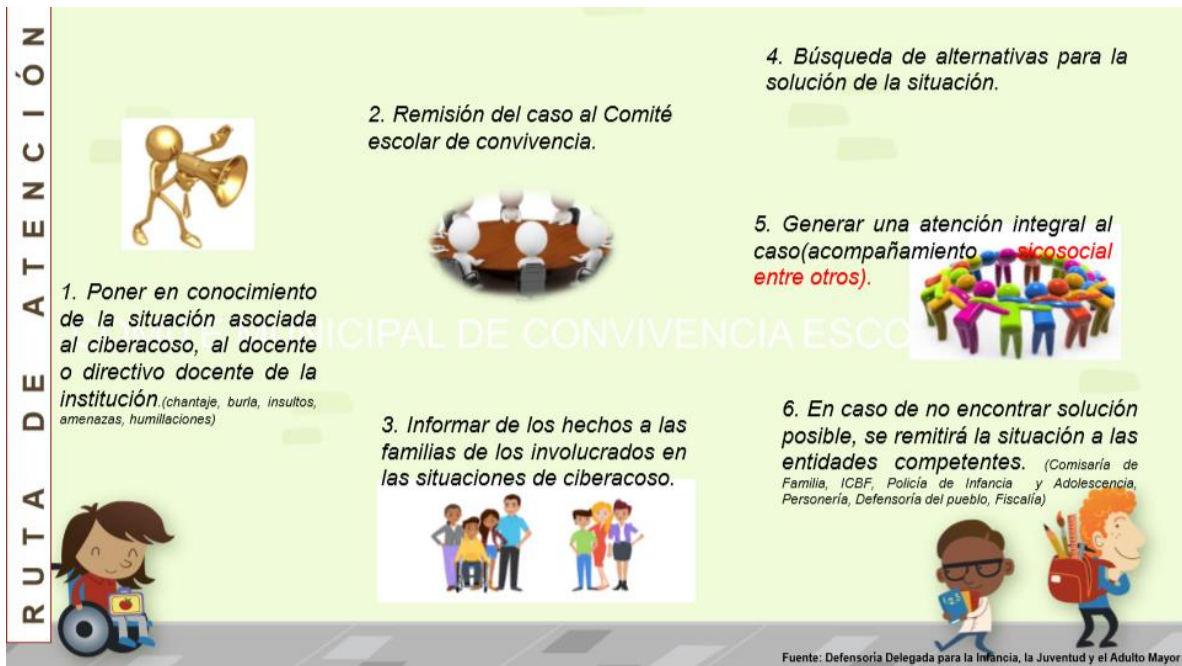 RUTA DE ATENCIÓN
1. Poner en conocimiento
de la situación asociada
al ciberacoso, al docente
o directivo docente de la
institución.(chantaje, burla, insultos,
amenazas, humillaciones)
2. Remisión del caso al Comité
escolar de convivencia.
3. Informar de los hechos a las
familias de los involucrados en
las situaciones de ciberacoso.
4. Búsqueda de alternativas para la
solución de la situación.
5. Generar una atención integral al
caso(acompañamiento sicosocial
entre otros).
6. En caso de no encontrar solución
posible, se remitirá la situación a las
entidades competentes. (Comisaría de
Familia, ICBF, Policía de Infancia y Adolescencia,
Personería, Defensoría del pueblo, Fiscalía)
DE CONVIVENCIA
1 2 3
Fuente: Defensoría Delegada para la Infancia, la Juventud y el Adulto Mayor